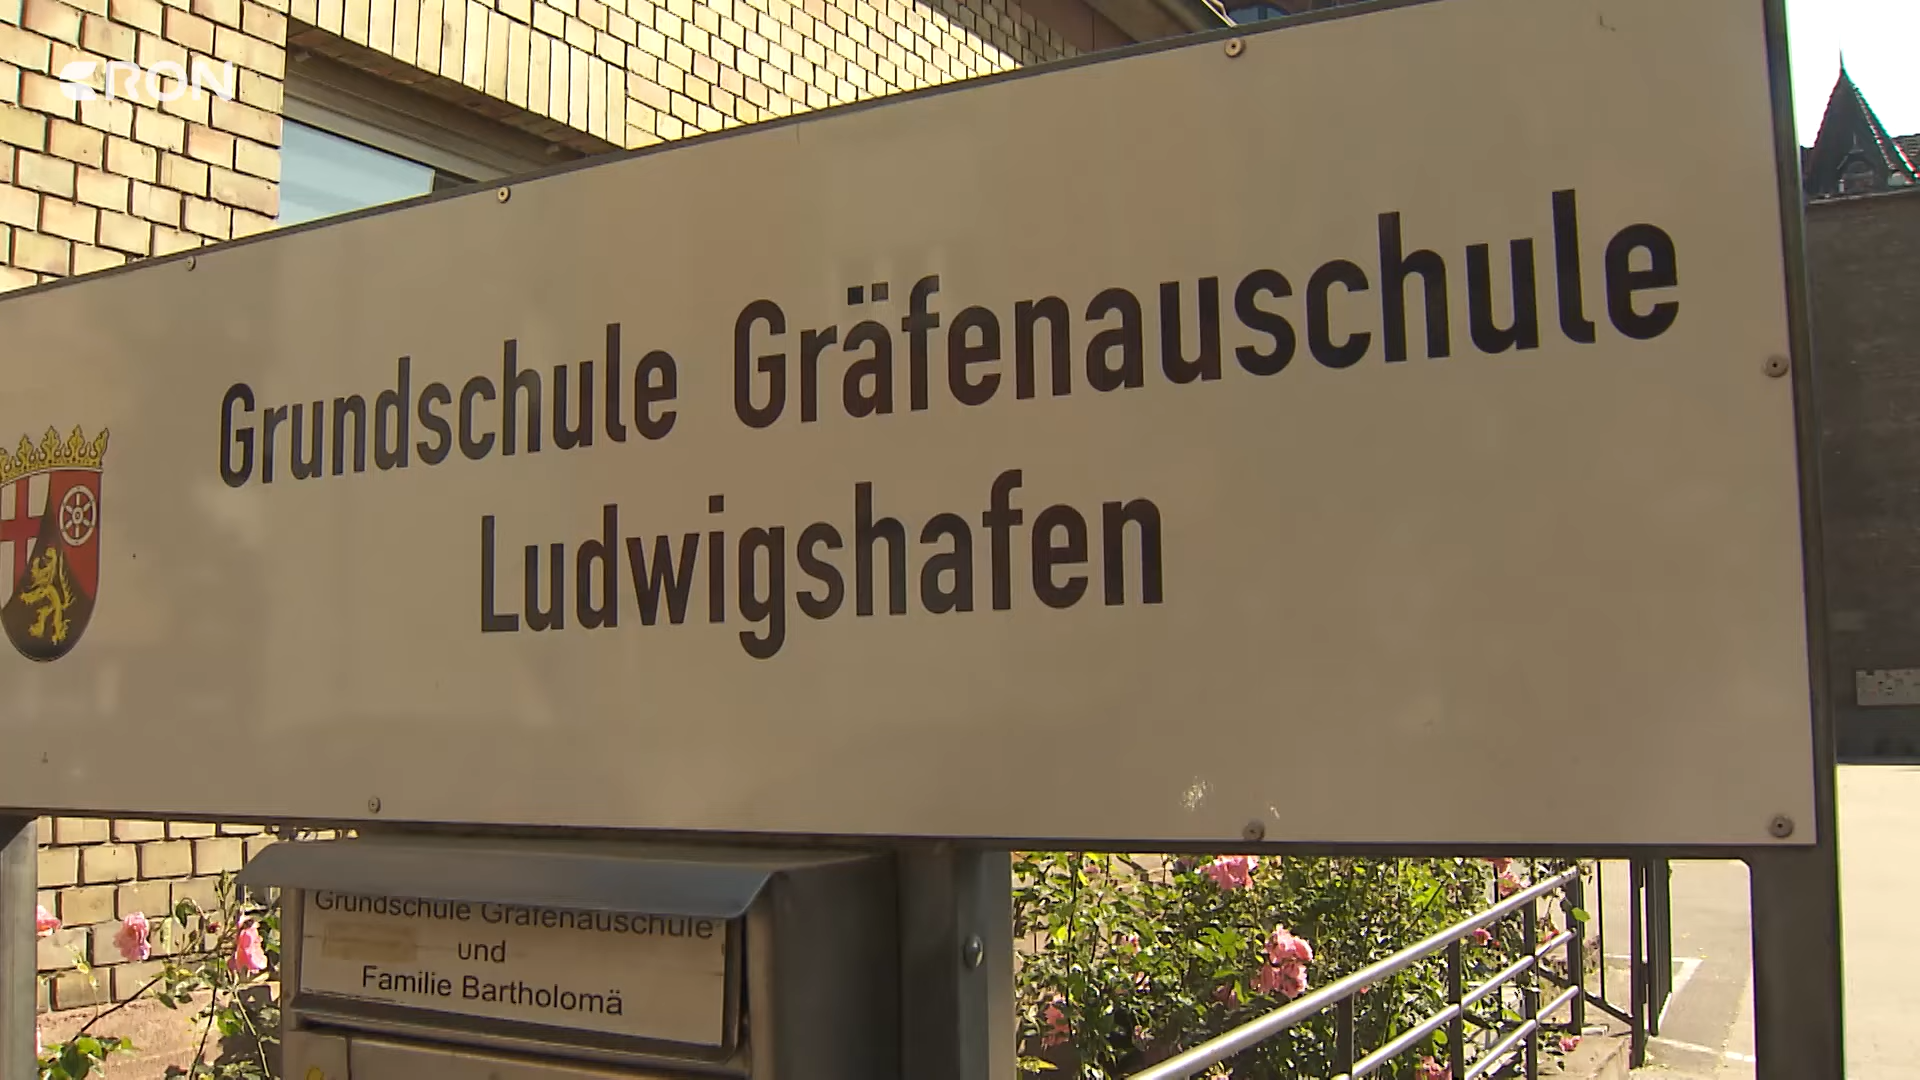 RON
Grundschule Gräfenauschule
Ludwigshafen
Grundschule Gräfenauschule
und
Familie Bartholomä